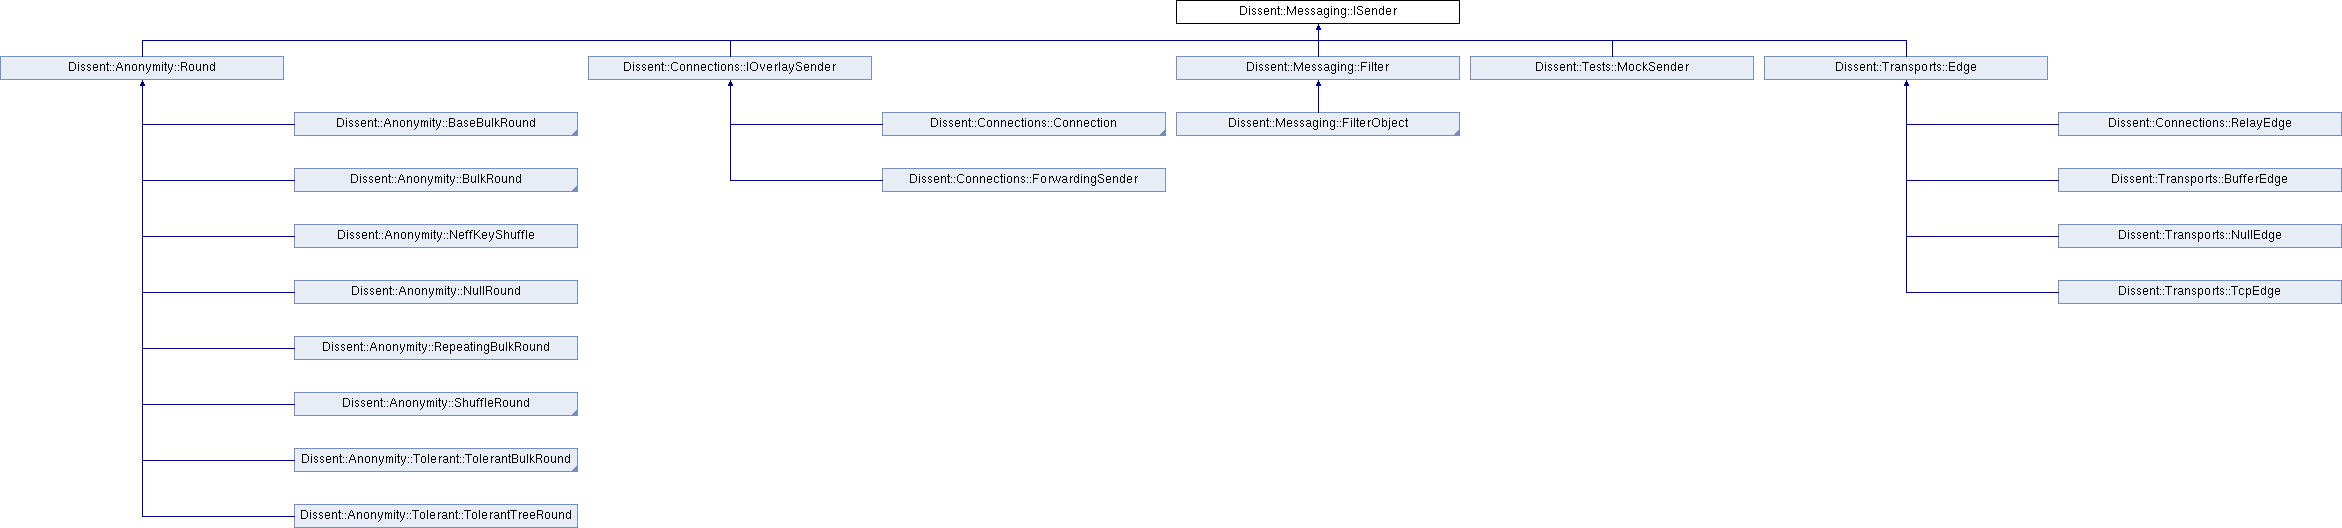 Dissent::Messaging::ISender
Dissent::Anonymity::Round
Dissent::Connections::IOverlaySender
Dissent::Messaging::Filter
Dissent::Tests::MockSender
Dissent::Transports::Edge
Dissent::Anonymity::BaseBulkRound
Dissent::Connections::Connection
Dissent::Messaging::FilterObject
Dissent::Connections::RelayEdge
Dissent::Anonymity::BulkRound
Dissent::Connections::ForwardingSender
Dissent::Transports::BufferEdge
Dissent::Anonymity::NeffKeyShuffle
Dissent::Transports::NullEdge
Dissent::Anonymity::NullRound
Dissent::Transports::TcpEdge
Dissent::Anonymity::RepeatingBulkRound
Dissent::Anonymity::ShuffleRound
Dissent::Anonymity::Tolerant::TolerantBulkRound
Dissent::Anonymity::Tolerant::TolerantTreeRound